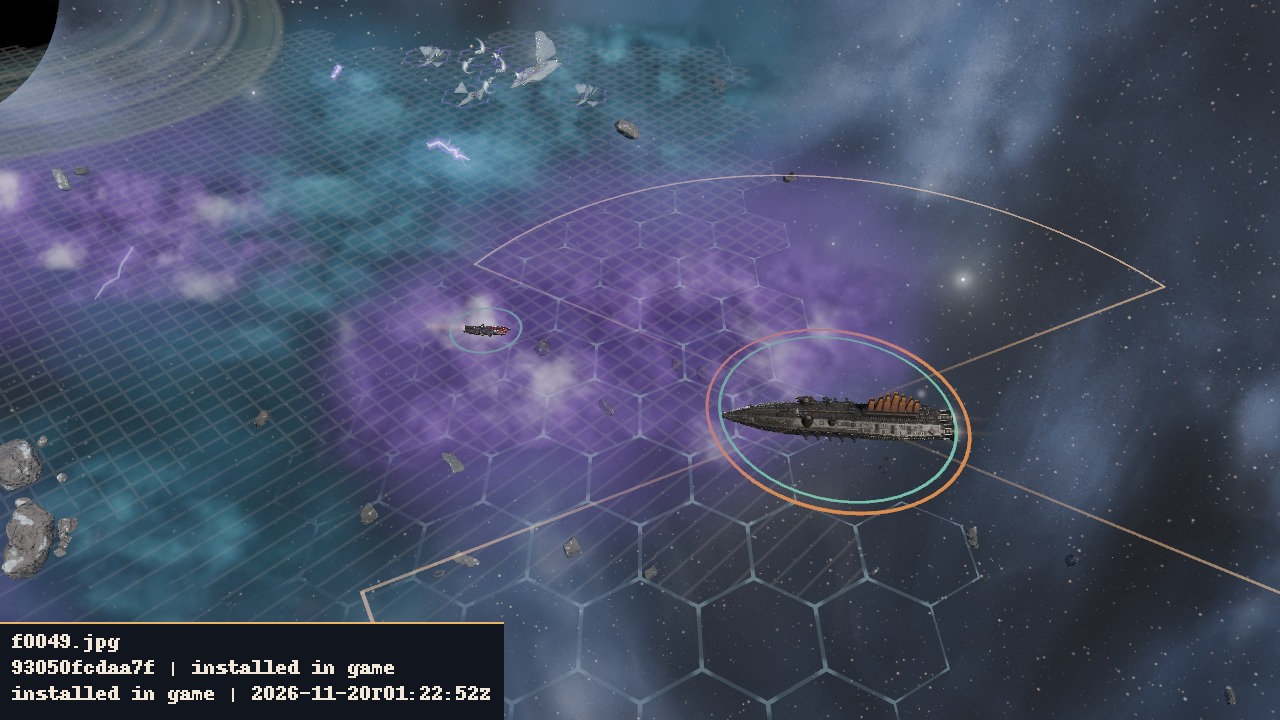 f0049.jpg
93050fcdaa7f | installed in game
installed in game | 2026-11-20T01:22:52z